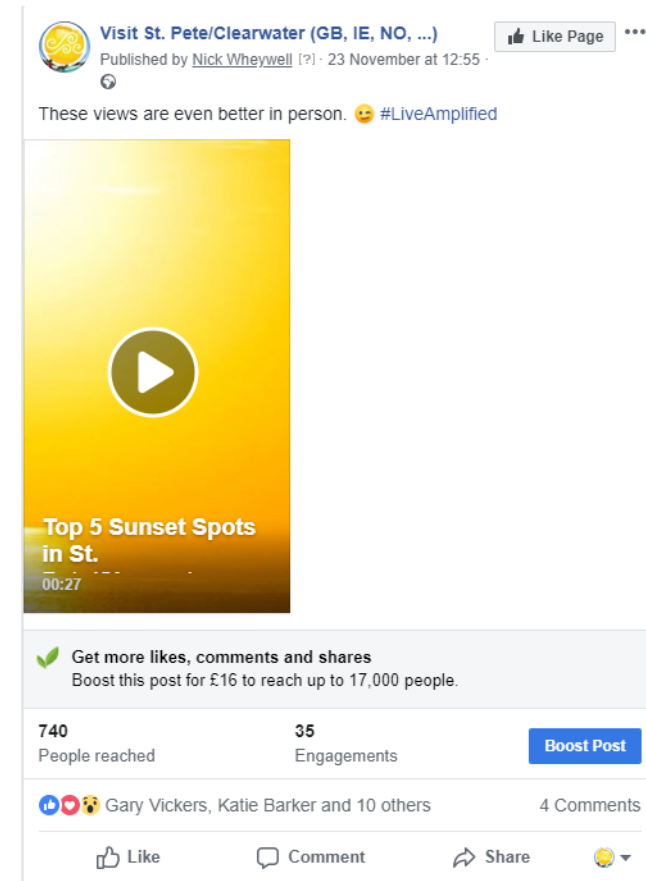 Visit St. Pete/Clearwater (GB, IE, NO, ...)
Like Page
Published by Nick Wheywell [?] · 23 November at 12:55 ·
These views are even better in person. 😉 #LiveAmplified
Top 5 Sunset Spots
in St.
00:27
Get more likes, comments and shares
Boost this post for £16 to reach up to 17,000 people.
740
People reached
35
Engagements
Boost Post
Gary Vickers, Katie Barker and 10 others
4 Comments
Like
Comment
Share